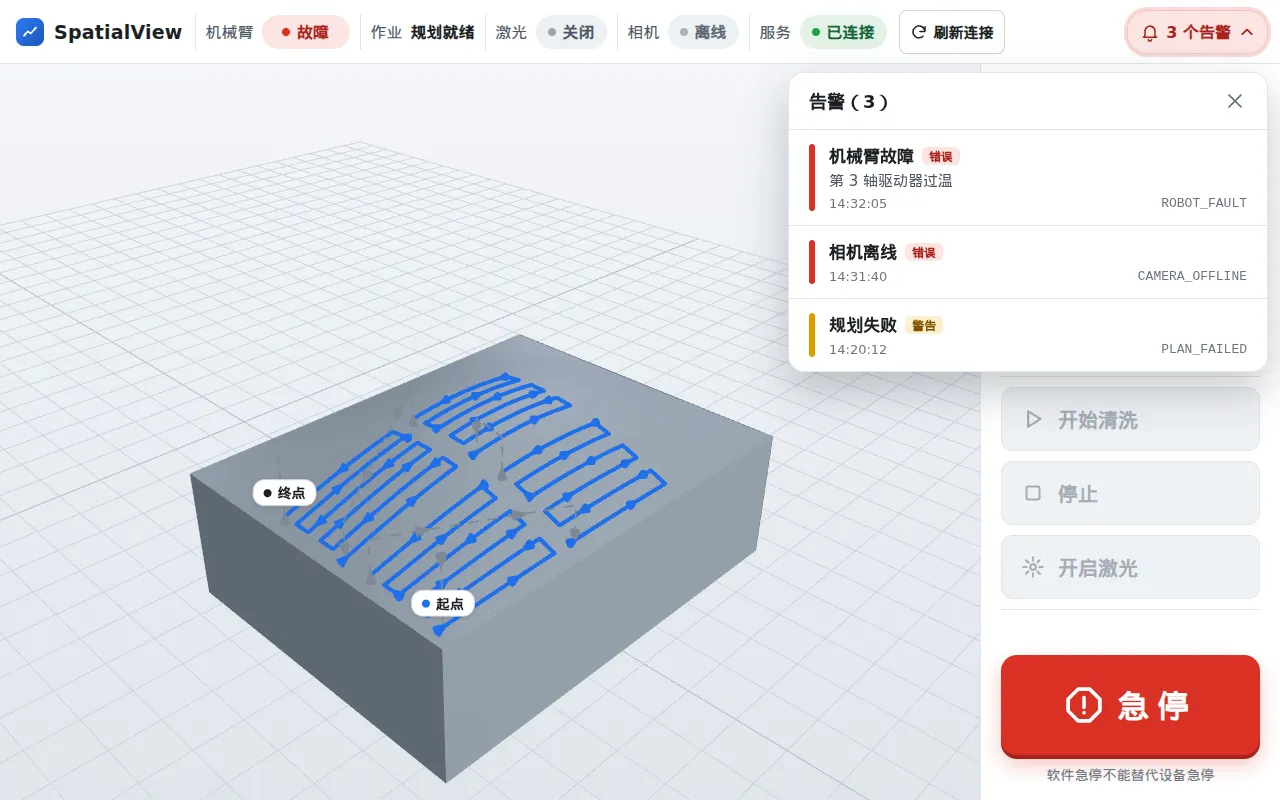 SpatialView
机械臂 故障
作业 规划就绪
激光 关闭
相机 离线
服务 已连接
刷新连接
3 个告警
告警（3）
机械臂故障 错误
第 3 轴驱动器过温
14:32:05 ROBOT_FAULT
相机离线 错误
14:31:40 CAMERA_OFFLINE
规划失败 警告
14:20:12 PLAN_FAILED
开始清洗
停止
终点
开启激光
起点
急停
软件急停不能替代设备急停